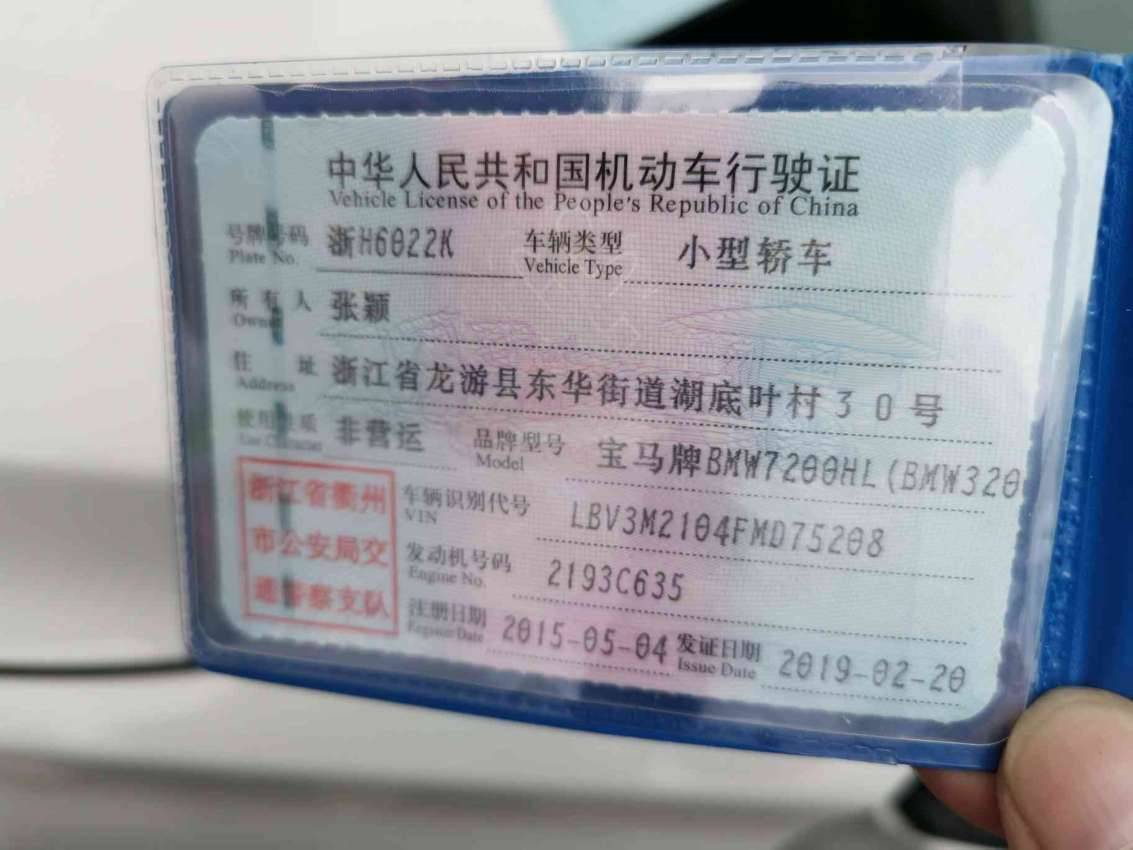 中华人民共和国机动车行驶证
Vehicle License of the People's Republic of China
号牌号码 浙H6022K 车辆类型 小型轿车
Plate No. Vehicle Type
所有人 张颖
Owner
住址 浙江省龙游县东华街道湖底叶村30号
Address
使用性质 非营运 品牌型号 宝马牌BMW7200HL(BMW320
Use Character Model
浙江省衢州
市公安局交
通警察支队
车辆识别代号 LBV3M2104FMD75208
VIN
发动机号码 2193C635
Engine No.
注册日期 2015-05-04 发证日期 2019-02-20
Register Date Issue Date